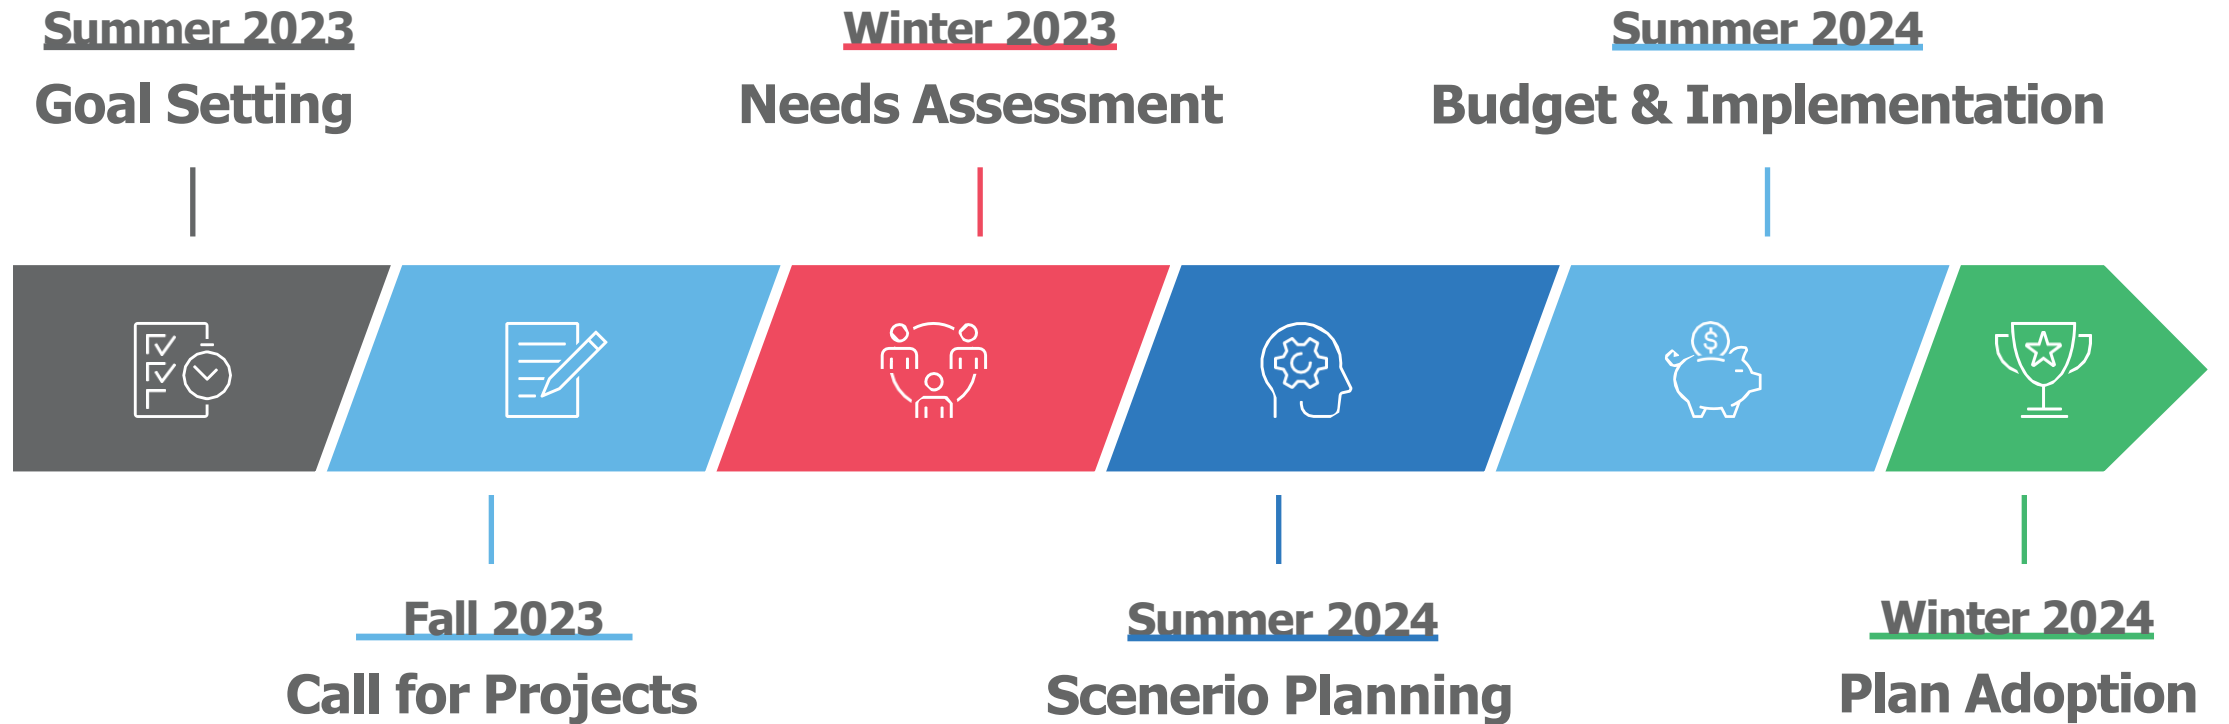 Summer 2023
Goal Setting
Fall 2023
Call for Projects
Winter 2023
Needs Assessment
Summer 2024
Scenerio Planning
Summer 2024
Budget & Implementation
$
Winter 2024
Plan Adoption